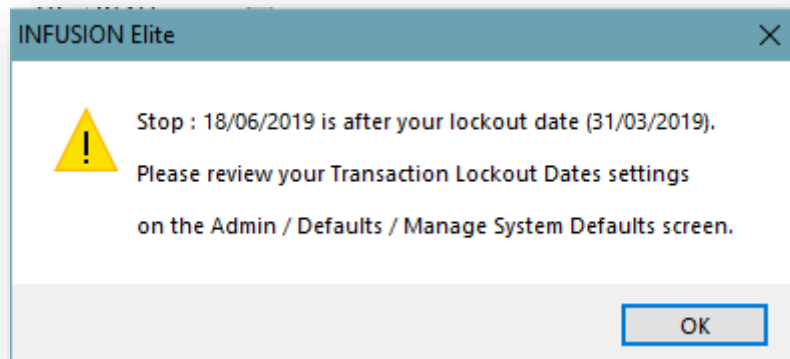 INFUSION Elite
Stop : 18/06/2019 is after your lockout date (31/03/2019).
Please review your Transaction Lockout Dates settings
on the Admin / Defaults / Manage System Defaults screen.
OK